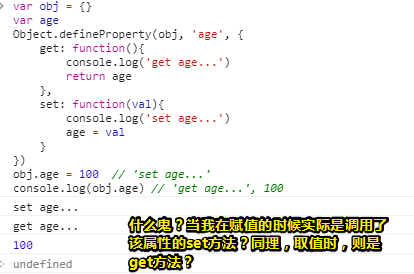 > var obj = {}
var age
Object.defineProperty(obj, 'age', {
get: function(){
console.log('get age...')
return age
},
set: function(val){
console.log('set age...')
age = val
}
})
obj.age = 100 // 'set age...'
console.log(obj.age) // 'get age...', 100
set age...
get age...
100
什么鬼？当我在赋值的时候实际是调用了
该属性的set方法？同理，取值时，则是
get方法？
< undefined